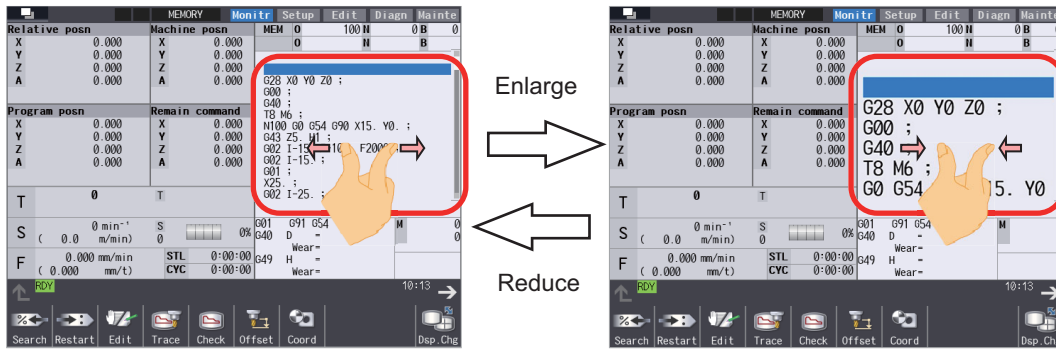 MEMORY Monitr Setup Edit Diagn Mainte
Relative posn Machine posn MEM O 100 N 0 B 0
X 0.000 X 0.000 O N B
Y 0.000 Y 0.000
Z 0.000 Z 0.000
A 0.000 A 0.000
G28 X0 Y0 Z0 ;
G00 ;
G40 ;
T8 M6 ;
Program posn Remain command
X 0.000 X 0.000
Y 0.000 Y 0.000
Z 0.000 Z 0.000
A 0.000 A 0.000
N100 G0 G54 G90 X15. Y0. ;
G43 Z5. H1 ;
G02 I-15
G02 I-15. ;
G01 ;
X25. ;
G02 I-25. ;
T 0 T
S 0 min⁻¹ S 0%
( 0.0 m/min) 0
F 0.000 mm/min STL 0:00:00
( 0.000 mm/t) CYC 0:00:00
G01 G91 G54 M 0
G40 D - 0
Wear=
G49 H -
Wear=
RDY 10:13
Search Restart Edit Trace Check Offset Coord Dsp.Chg
Enlarge
Reduce
MEMORY Monitr Setup Edit Diagn Mainte
Relative posn Machine posn MEM O 100 N 0 B
X 0.000 X 0.000 O N B
Y 0.000 Y 0.000
Z 0.000 Z 0.000
A 0.000 A 0.000
Program posn Remain command
X 0.000 X 0.000
Y 0.000 Y 0.000
Z 0.000 Z 0.000
A 0.000 A 0.000
G28 X0 Y0 Z0 ;
G00 ;
G40
T8 M6 ;
G0 G54 15. Y0
T 0 T
S 0 min⁻¹ S 0%
( 0.0 m/min) 0
F 0.000 mm/min STL 0:00:00
( 0.000 mm/t) CYC 0:00:00
G01 G91 G54 M
G40 D -
Wear=
G49 H -
Wear=
RDY 10:13
Search Restart Edit Trace Check Offset Coord Dsp.Ch